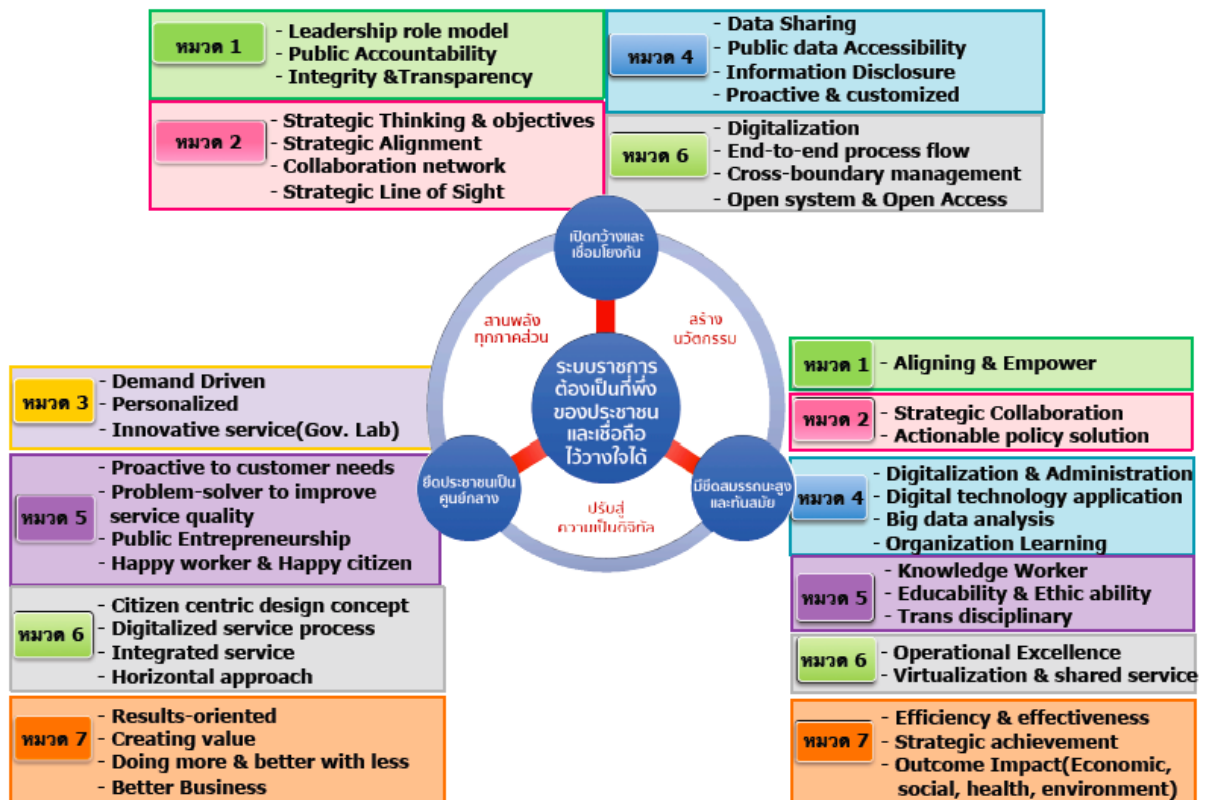 หมวด 1
- Leadership role model
- Public Accountability
- Integrity &Transparency
หมวด 2
- Strategic Thinking & objectives
- Strategic Alignment
- Collaboration network
- Strategic Line of Sight
หมวด 4
- Data Sharing
- Public data Accessibility
- Information Disclosure
- Proactive & customized
หมวด 6
- Digitalization
- End-to-end process flow
- Cross-boundary management
- Open system & Open Access
เปิดกว้างและ
เชื่อมโยงกัน
สานพลัง
ทุกภาคส่วน
สร้าง
นวัตกรรม
ระบบราชการ
ต้องเป็นที่พึ่ง
ของประชาชน
และเชื่อถือ
ไว้วางใจได้
ยึดประชาชนเป็น
ศูนย์กลาง
มีขีดสมรรถนะสูง
และทันสมัย
ปรับสู่
ความเป็นดิจิทัล
หมวด 3
- Demand Driven
- Personalized
- Innovative service(Gov. Lab)
หมวด 5
- Proactive to customer needs
- Problem-solver to improve
service quality
- Public Entrepreneurship
- Happy worker & Happy citizen
หมวด 6
- Citizen centric design concept
- Digitalized service process
- Integrated service
- Horizontal approach
หมวด 7
- Results-oriented
- Creating value
- Doing more & better with less
- Better Business
หมวด 1
- Aligning & Empower
หมวด 2
- Strategic Collaboration
- Actionable policy solution
หมวด 4
- Digitalization & Administration
- Digital technology application
- Big data analysis
- Organization Learning
หมวด 5
- Knowledge Worker
- Educability & Ethic ability
- Trans disciplinary
หมวด 6
- Operational Excellence
- Virtualization & shared service
หมวด 7
- Efficiency & effectiveness
- Strategic achievement
- Outcome Impact(Economic,
social, health, environment)